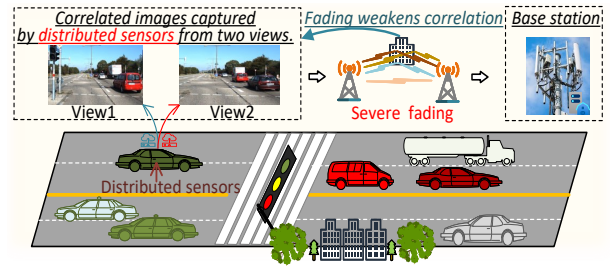 Correlated images captured
by distributed sensors from two views.
Fading weakens correlation
Base station
View1
View2
Severe fading
Distributed sensors